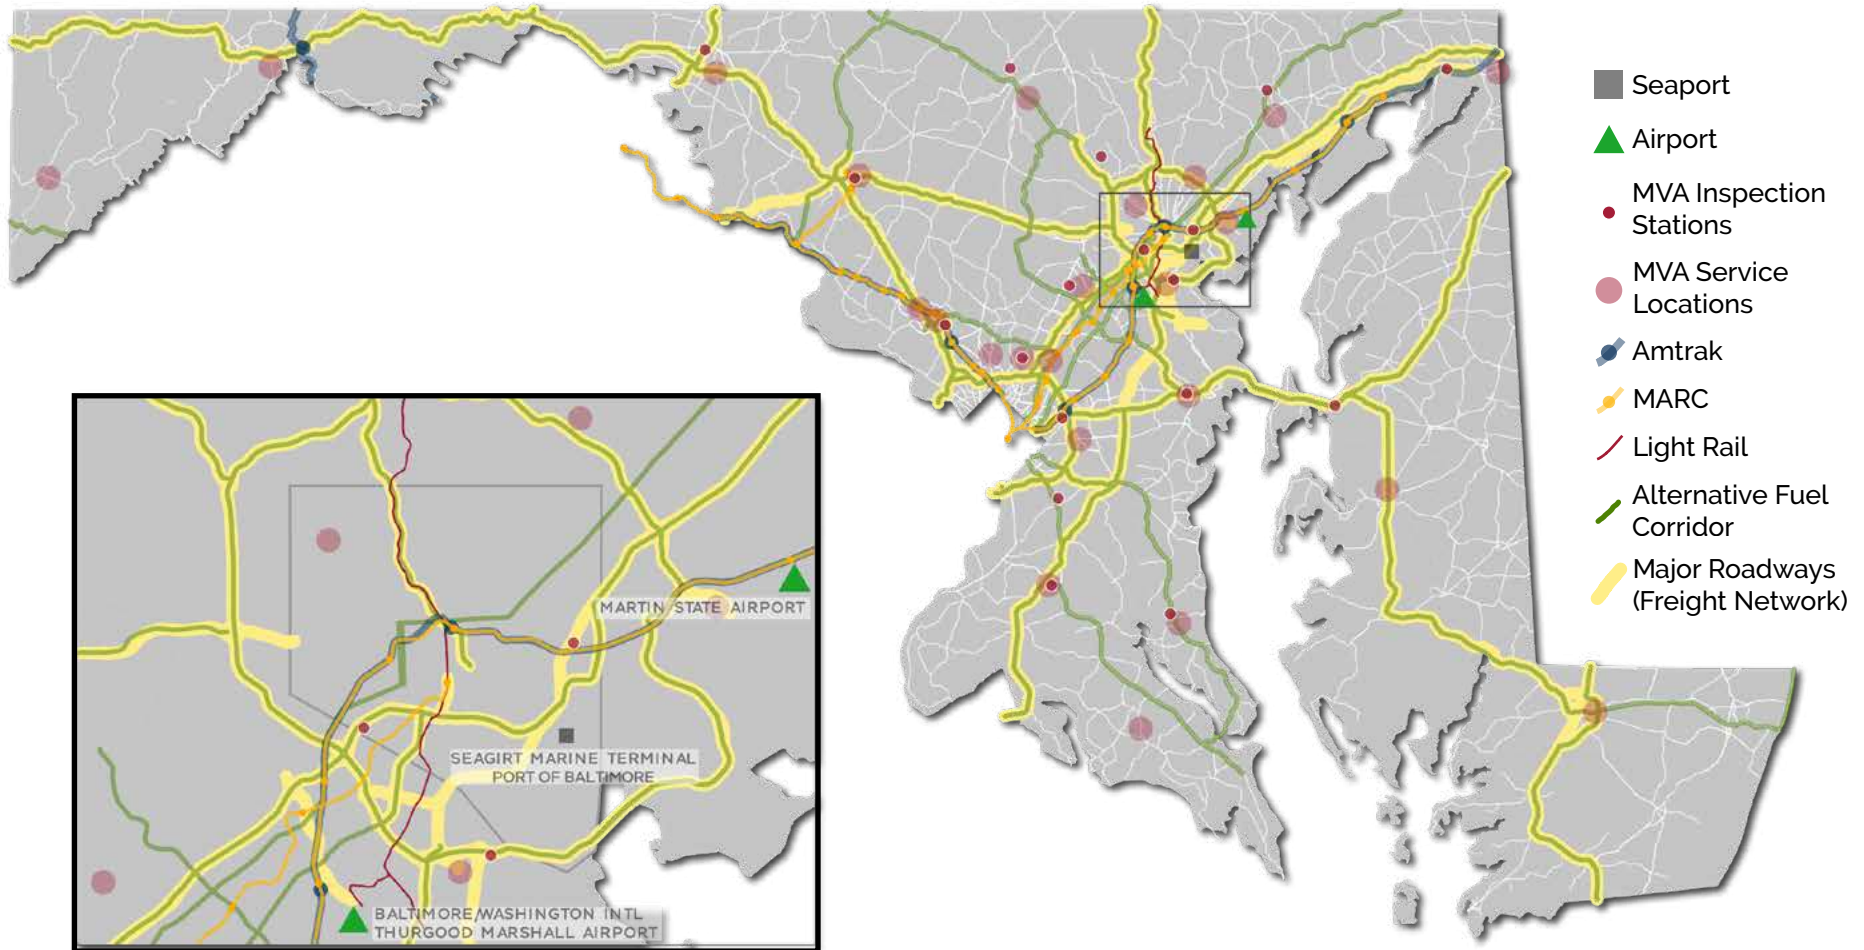 Seaport
Airport
MVA Inspection
Stations
MVA Service
Locations
Amtrak
MARC
Light Rail
Alternative Fuel
Corridor
Major Roadways
(Freight Network)
MARTIN STATE AIRPORT
SEAGIRT MARINE TERMINAL
PORT OF BALTIMORE
BALTIMORE/WASHINGTON INTL
THURGOOD MARSHALL AIRPORT